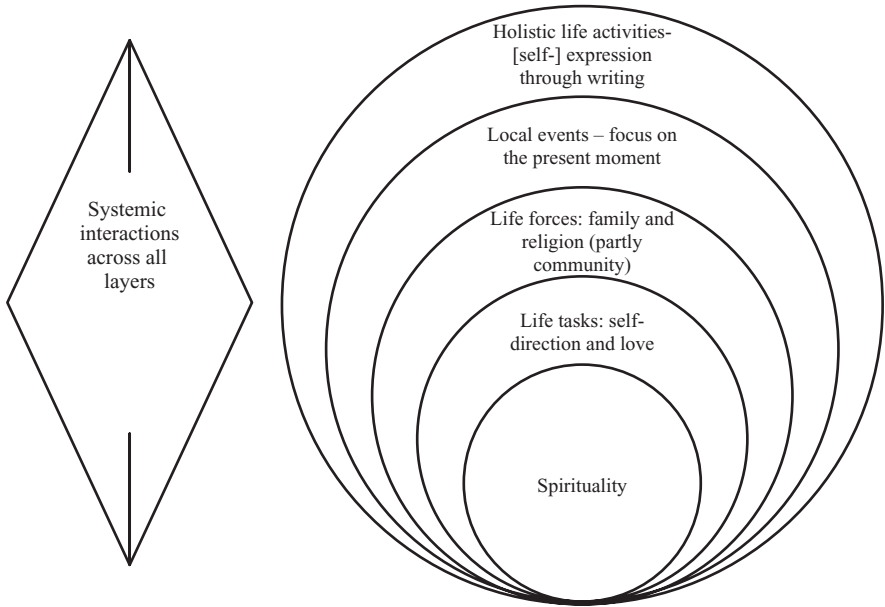 Holistic life activities-
[self-] expression
through writing
Local events – focus on
the present moment
Life forces: family and
religion (partly
community)
Life tasks: self-
direction and love
Spirituality
Systemic
interactions
across all
layers